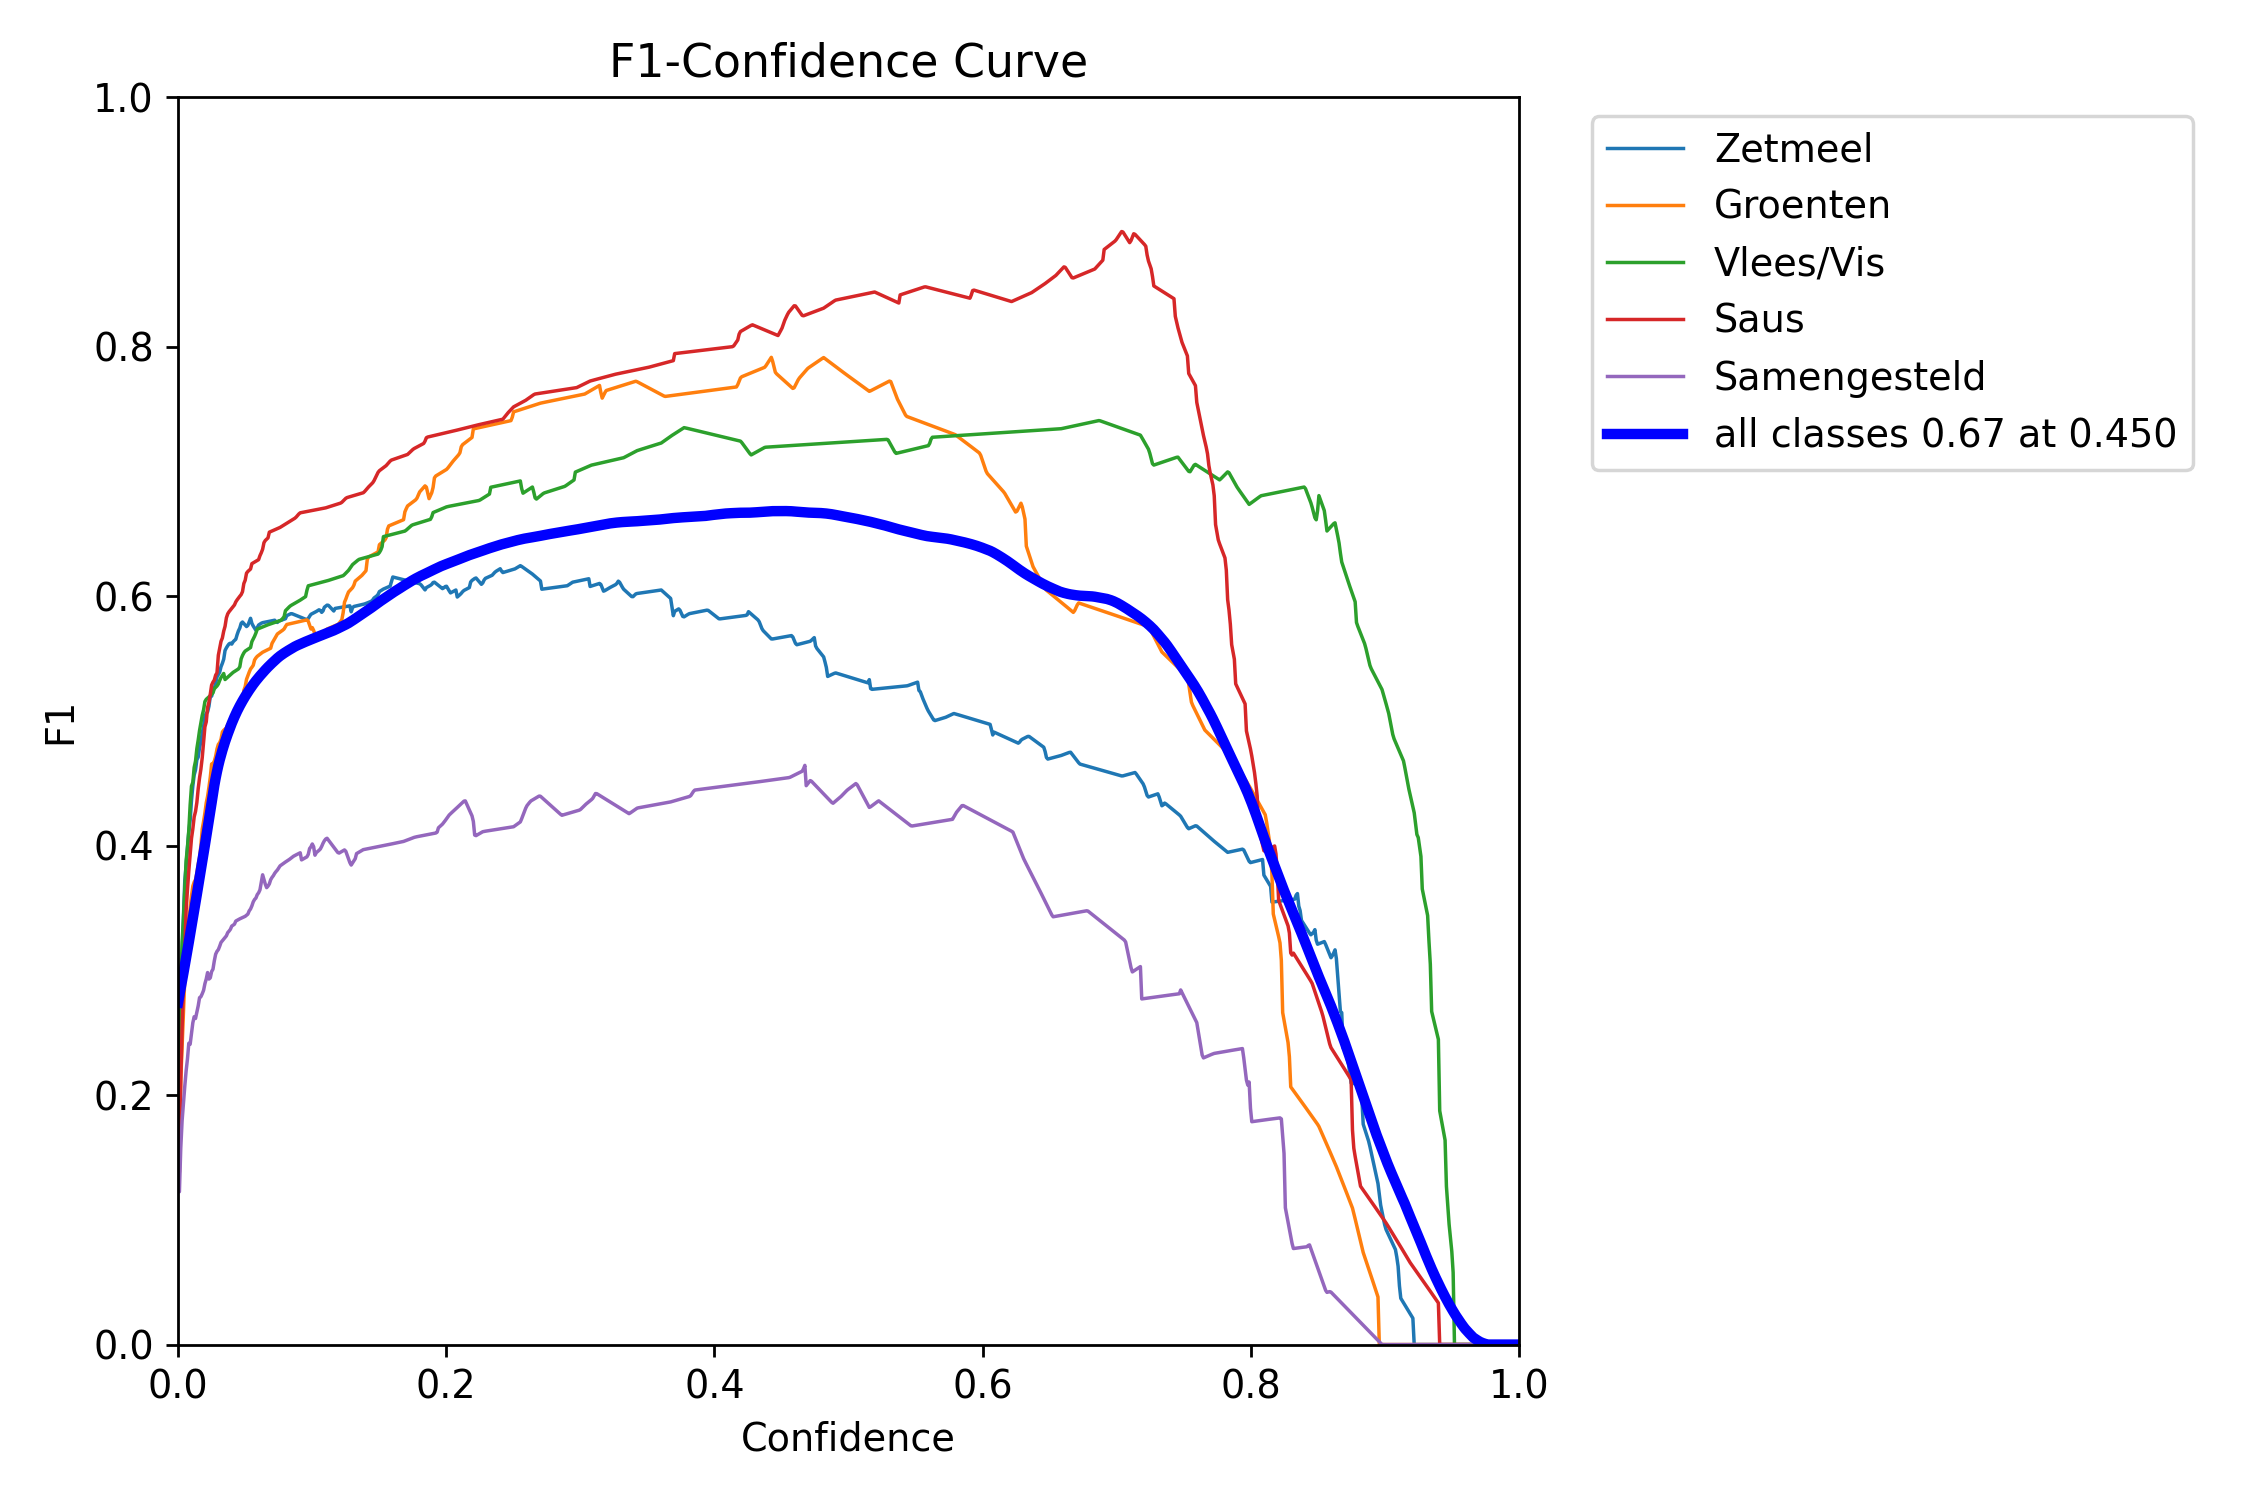 F1-Confidence Curve
1.0
0.8
0.6
0.4
0.2
0.0
F1
0.0 0.2 0.4 0.6 0.8 1.0
Confidence
Zetmeel
Groenten
Vlees/Vis
Saus
Samengesteld
all classes 0.67 at 0.450